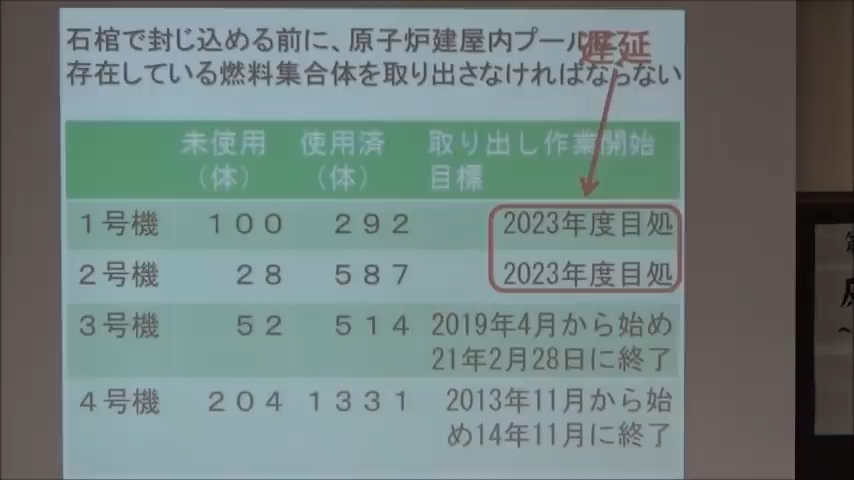 石棺で封じ込める前に、原子炉建屋内プール
遅延
存在している燃料集合体を取り出さなければならない
未使用 使用済 取り出し作業開始
（体） （体） 目標
１号機 １００ ２９２ 2023年度目処
２号機 ２８ ５８７ 2023年度目処
３号機 ５２ ５１４ 2019年4月から始め
21年2月28日に終了
４号機 ２０４ １３３１ 2013年11月から始
め14年11月に終了